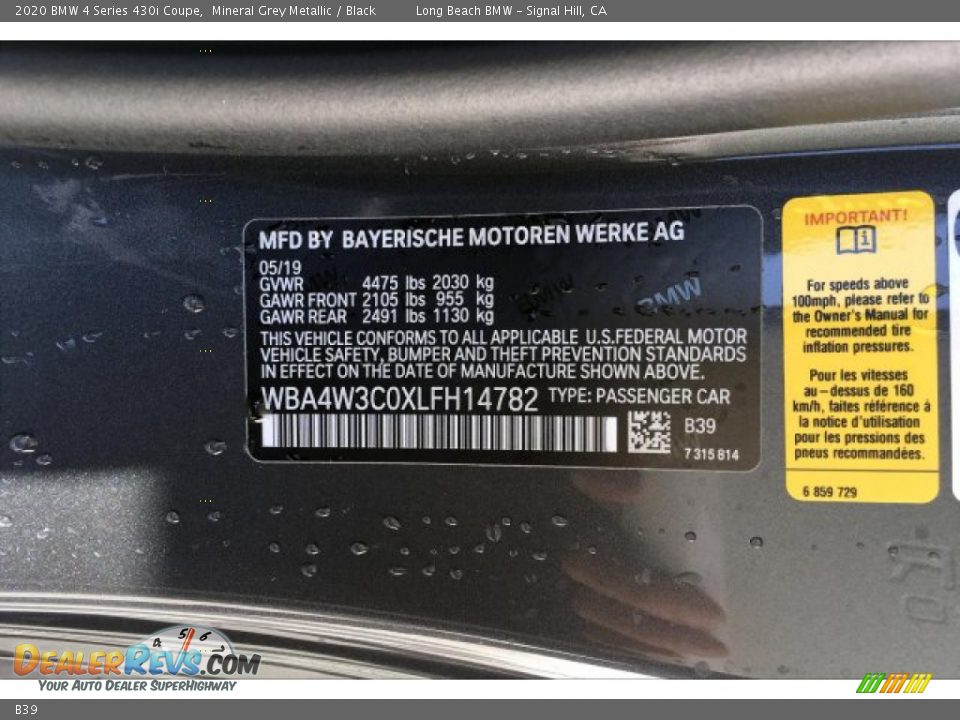 2020 BMW 4 Series 430i Coupe, Mineral Grey Metallic / Black Long Beach BMW - Signal Hill, CA
MFD BY BAYERISCHE MOTOREN WERKE AG
05/19
GVWR 4475 lbs 2030 kg
GAWR FRONT 2105 lbs 955 kg
GAWR REAR 2491 lbs 1130 kg
BMW
THIS VEHICLE CONFORMS TO ALL APPLICABLE U.S.FEDERAL MOTOR
VEHICLE SAFETY, BUMPER AND THEFT PREVENTION STANDARDS
IN EFFECT ON THE DATE OF MANUFACTURE SHOWN ABOVE.
WBA4W3C0XLFH14782 TYPE: PASSENGER CAR
B39
7 315 814
IMPORTANT!
For speeds above
100mph, please refer to
the Owner's Manual for
recommended tire
inflation pressures.
Pour les vitesses
au-dessus de 160
km/h, faites référence à
la notice d'utilisation
pour les pressions des
pneus recommandées.
6 859 729
4 5 6
DEALERREVS.COM
YOUR AUTO DEALER SUPERHIGHWAY
B39